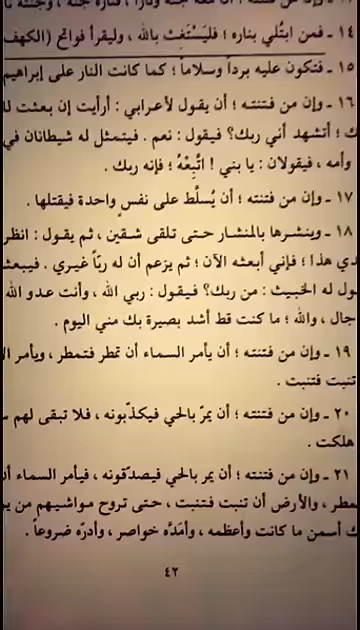 ١٤ ـ فمن ابتُلي بناره ؛ فليَسْتَغِث بالله ، وليقرأ فواتح (الكهف
١٥ ـ فتكون عليه برداً وسلاماً ؛ كما كانت النار على إبراهيم
١٦ ـ وإن من فتنته ؛ أن يقول لأعرابي : أرأيت إن بعثت لك
ك ؛ أتشهد أني ربك؟ فيقول : نعم . فيتمثل له شيطانان في
وأمه ، فيقولان : يا بني ! اتَّبِعْهُ ؛ فإنه ربك .
١٧ ـ وإن من فتنته ؛ أن يُسلَّط على نفسٍ واحدة فيقتلها .
١٨ ـ وينشرها بالمنشار حتى تلقى شقين ، ثم يقول : انظر
دي هذا ؛ فإني أبعثه الآن ؛ ثم يزعم أن له ربّاً غيري . فيبعث
ول له الخبيث : من ربك؟ فيقول : ربي الله ، وأنت عدو الله
جال ، والله ؛ ما كنت قط أشد بصيرة بك مني اليوم .
١٩ ـ وإن من فتنته ؛ أن يأمر السماء أن تمطر فتمطر ، ويأمر
تنبت فتنبت .
٢٠ ـ وإن من فتنته ؛ أن يمرّ بالحي فيكذّبونه ، فلا تبقى لهم
هلكت .
٢١ ـ وإن من فتنته ؛ أن يمر بالحي فيصدّقونه ، فيأمر السماء أن
مطر ، والأرض أن تنبت فتنبت ، حتى تروح مواشيهم من
ك أسمن ما كانت وأعظمه ، وأمَدّه خواصر ، وأدرّه ضروعاً .
٤٢